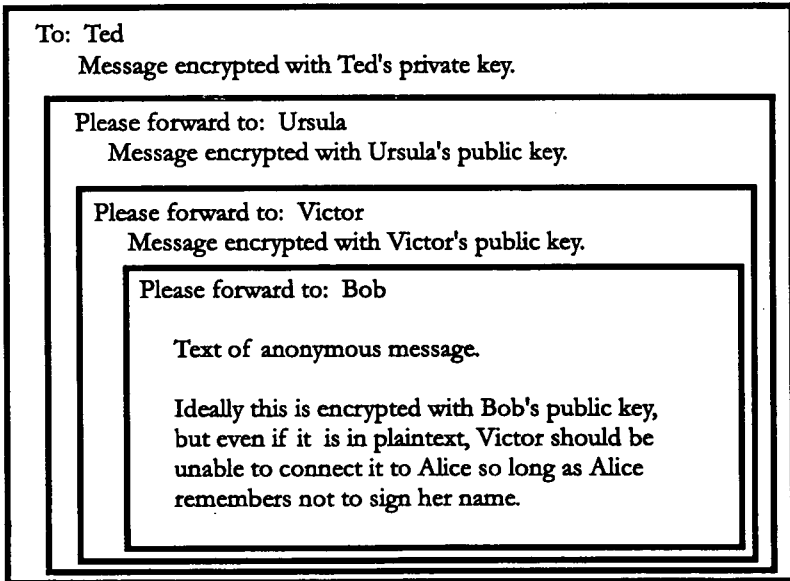 To: Ted
Message encrypted with Ted's private key.
Please forward to: Ursula
Message encrypted with Ursula's public key.
Please forward to: Victor
Message encrypted with Victor's public key.
Please forward to: Bob
Text of anonymous message.
Ideally this is encrypted with Bob's public key,
but even if it is in plaintext, Victor should be
unable to connect it to Alice so long as Alice
remembers not to sign her name.